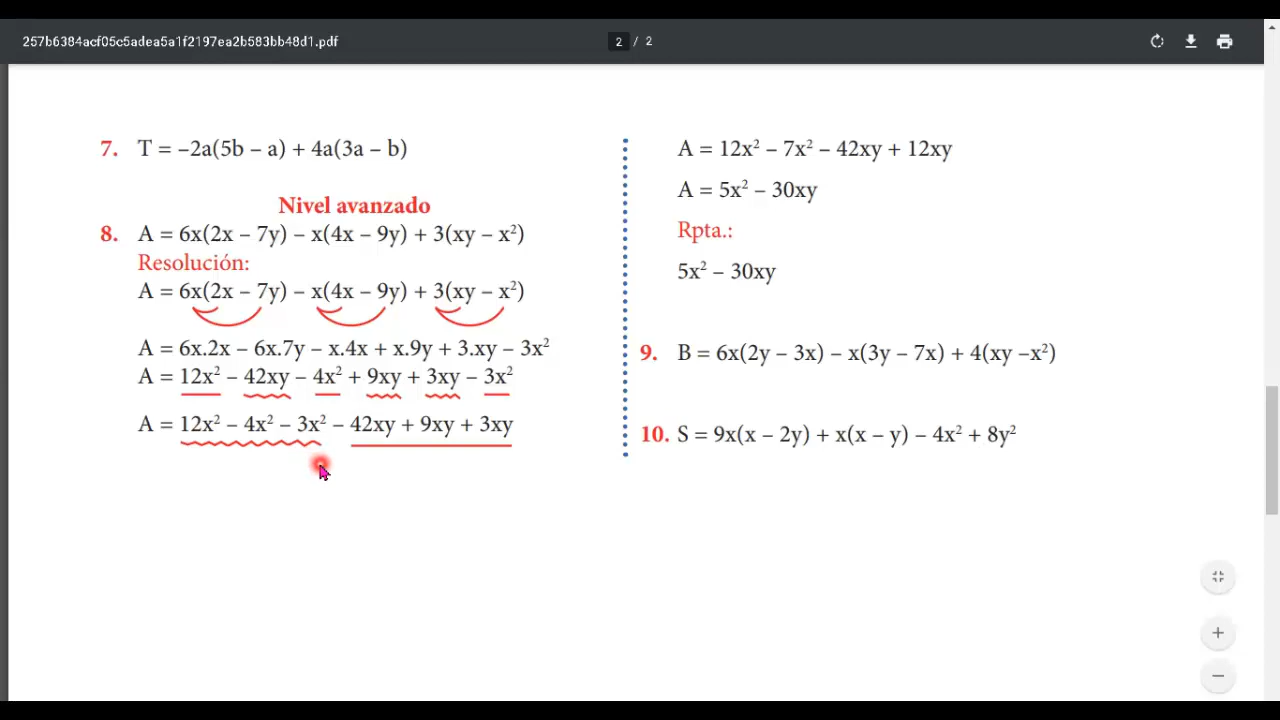 257b6384acf05c5adea5a1f2197ea2b583bb48d1.pdf
2 / 2
7. T = –2a(5b – a) + 4a(3a – b)
Nivel avanzado
8. A = 6x(2x – 7y) – x(4x – 9y) + 3(xy – x²)
Resolución:
A = 6x(2x – 7y) – x(4x – 9y) + 3(xy – x²)
A = 6x.2x – 6x.7y – x.4x + x.9y + 3.xy – 3x²
A = 12x² – 42xy – 4x² + 9xy + 3xy – 3x²
A = 12x² – 4x² – 3x² – 42xy + 9xy + 3xy
A = 12x² – 7x² – 42xy + 12xy
A = 5x² – 30xy
Rpta.:
5x² – 30xy
9. B = 6x(2y – 3x) – x(3y – 7x) + 4(xy –x²)
10. S = 9x(x – 2y) + x(x – y) – 4x² + 8y²